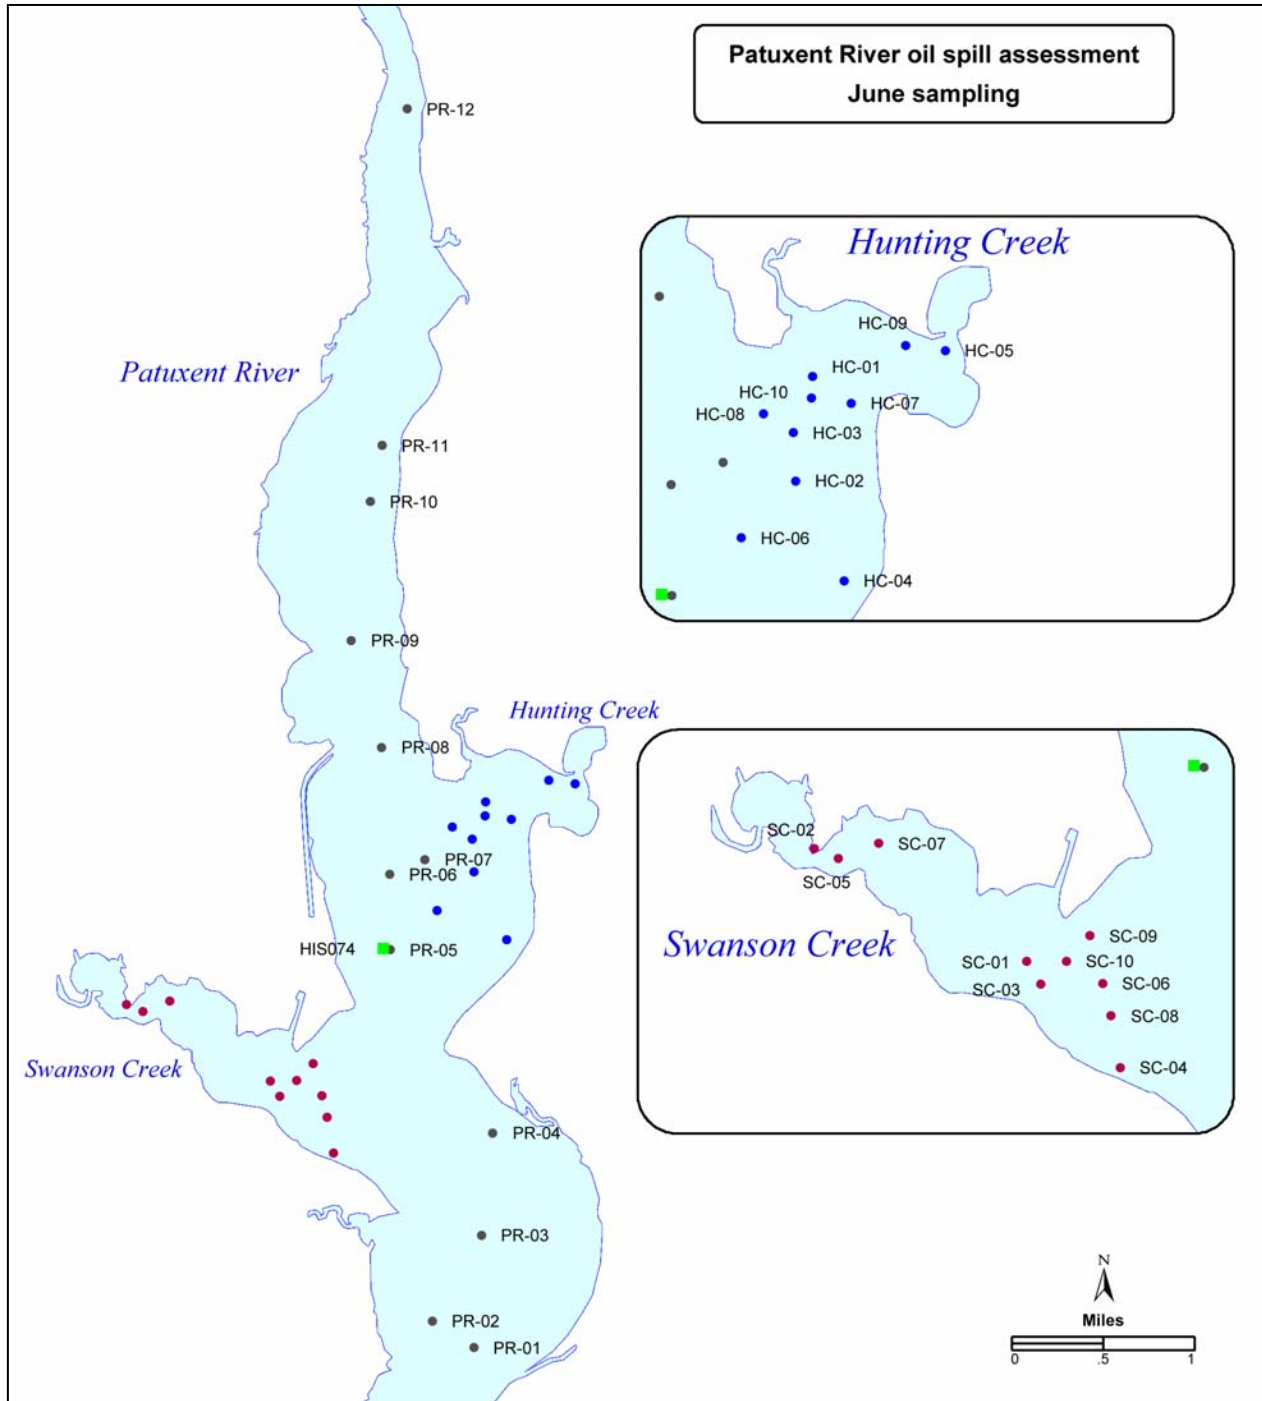 Patuxent River oil spill assessment
June sampling
PR-12
Patuxent River
PR-11
PR-10
PR-09
PR-08
Hunting Creek
PR-07
PR-06
HIS074
PR-05
Swanson Creek
PR-04
PR-03
PR-02
PR-01
Hunting Creek
HC-09
HC-05
HC-01
HC-10
HC-07
HC-08
HC-03
HC-02
HC-06
HC-04
SC-02
SC-07
SC-05
Swanson Creek
SC-09
SC-01
SC-10
SC-03
SC-06
SC-08
SC-04
N
Miles
0 .5 1